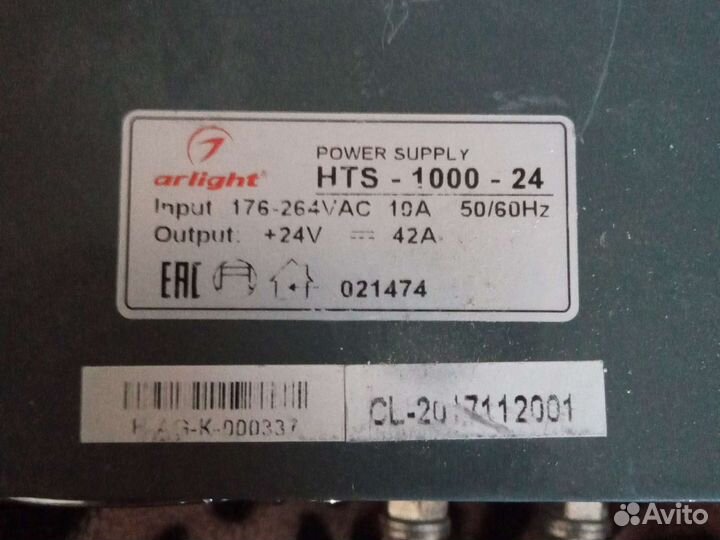 arlight
POWER SUPPLY
HTS - 1000 - 24
Input 176-264VAC 10A 50/60Hz
Output: +24V 42A
EAC
021474
-K-000337
CL-2017112001
Avito